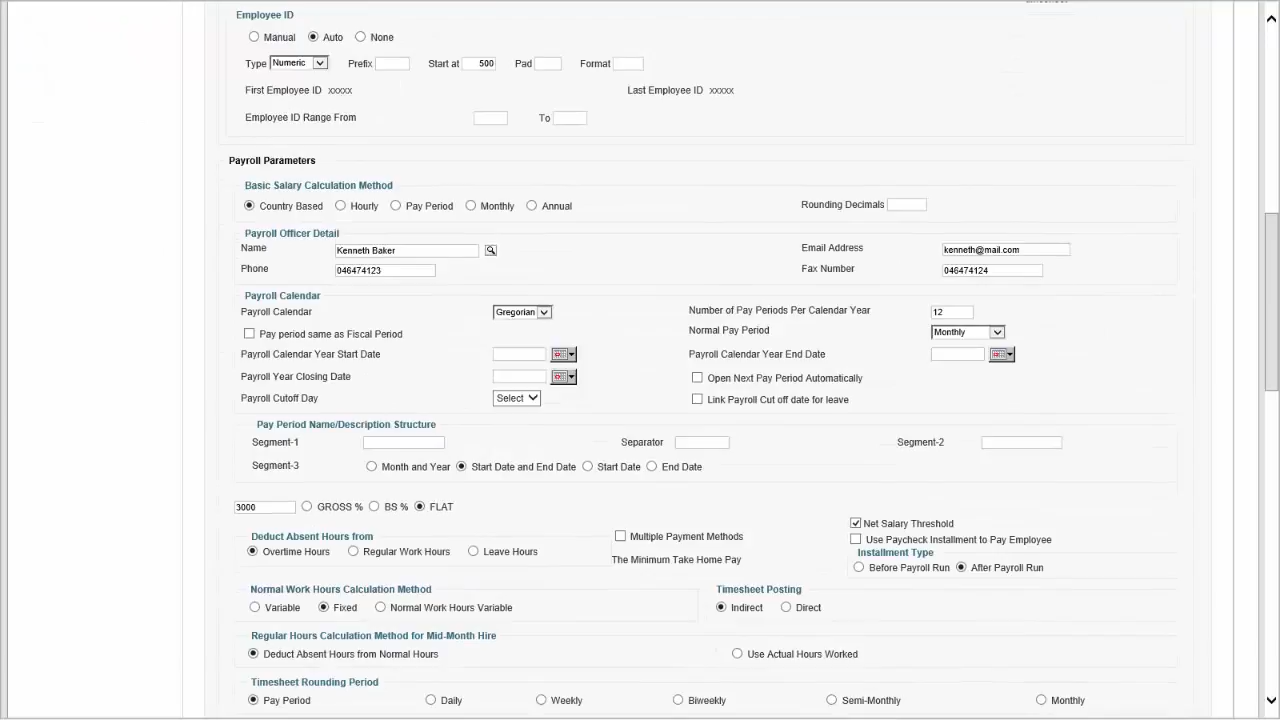 Employee ID
Manual Auto None
Type Numeric Prefix Start at 500 Pad Format
First Employee ID xxxxx Last Employee ID xxxxx
Employee ID Range From To
Payroll Parameters
Basic Salary Calculation Method
Country Based Hourly Pay Period Monthly Annual Rounding Decimals
Payroll Officer Detail
Name Kenneth Baker Email Address kenneth@mail.com
Phone 046474123 Fax Number 046474124
Payroll Calendar
Payroll Calendar Gregorian Number of Pay Periods Per Calendar Year 12
Pay period same as Fiscal Period Normal Pay Period Monthly
Payroll Calendar Year Start Date Payroll Calendar Year End Date
Payroll Year Closing Date Open Next Pay Period Automatically
Payroll Cutoff Day Select Link Payroll Cut off date for leave
Pay Period Name/Description Structure
Segment-1 Separator Segment-2
Segment-3 Month and Year Start Date and End Date Start Date End Date
3000 GROSS % BS % FLAT
Net Salary Threshold
Deduct Absent Hours from Multiple Payment Methods Use Paycheck Installment to Pay Employee
Overtime Hours Regular Work Hours Leave Hours The Minimum Take Home Pay Installment Type
Before Payroll Run After Payroll Run
Normal Work Hours Calculation Method Timesheet Posting
Variable Fixed Normal Work Hours Variable Indirect Direct
Regular Hours Calculation Method for Mid-Month Hire
Deduct Absent Hours from Normal Hours Use Actual Hours Worked
Timesheet Rounding Period
Pay Period Daily Weekly Biweekly Semi-Monthly Monthly